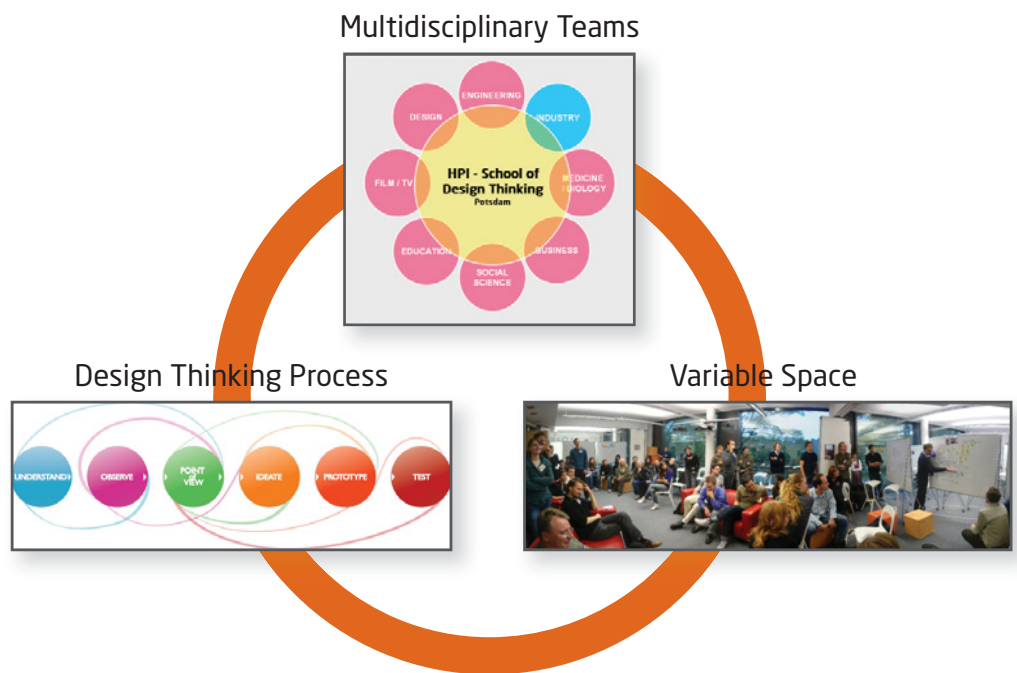 Multidisciplinary Teams
ENGINEERING
DESIGN
INDUSTRY
FILM / TV
HPI - School of
Design Thinking
Potsdam
MEDICINE
/ BIOLOGY
EDUCATION
BUSINESS
SOCIAL
SCIENCE
Design Thinking Process
Variable Space
UNDERSTAND
OBSERVE
POINT
OF
VIEW
IDEATE
PROTOTYPE
TEST